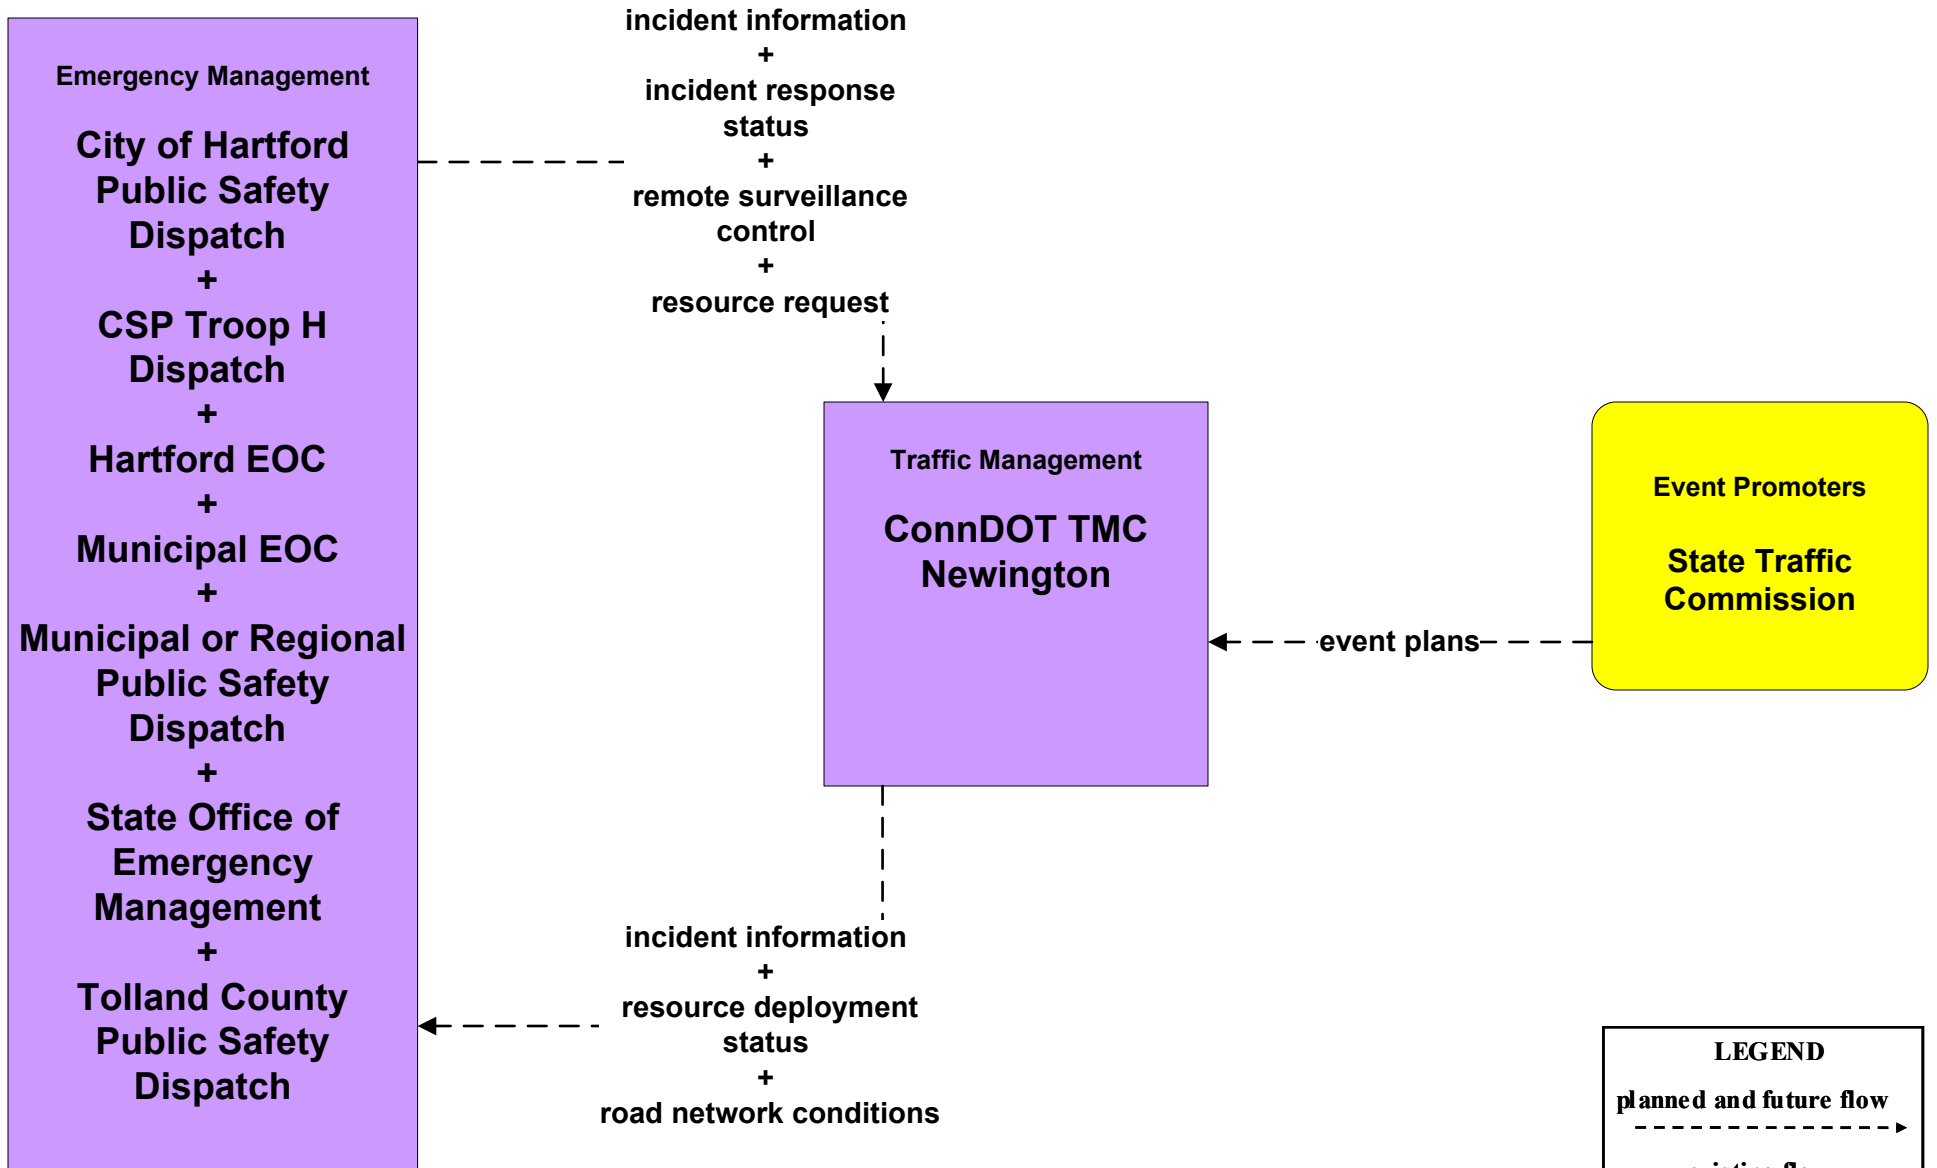 Emergency Management
City of Hartford
Public Safety
Dispatch
+
CSP Troop H
Dispatch
+
Hartford EOC
+
Municipal EOC
+
Municipal or Regional
Public Safety
Dispatch
+
State Office of
Emergency
Management
+
Tolland County
Public Safety
Dispatch
incident information
+
incident response
status
+
remote surveillance
control
+
resource request
Traffic Management
ConnDOT TMC
Newington
event plans
Event Promoters
State Traffic
Commission
incident information
+
resource deployment
status
+
road network conditions
LEGEND
planned and future flow